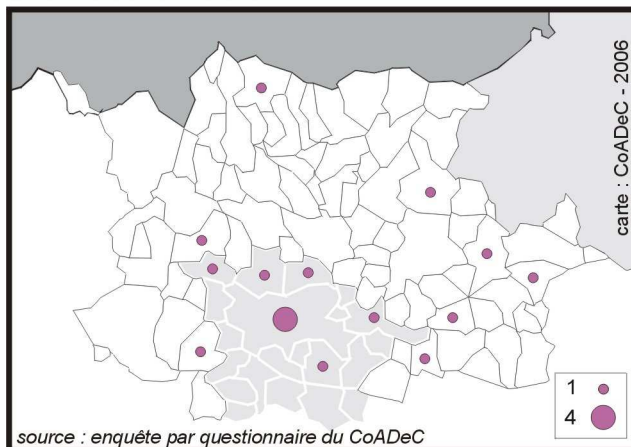 carte : CoADeC - 2006
1
4
source : enquête par questionnaire du CoADeC